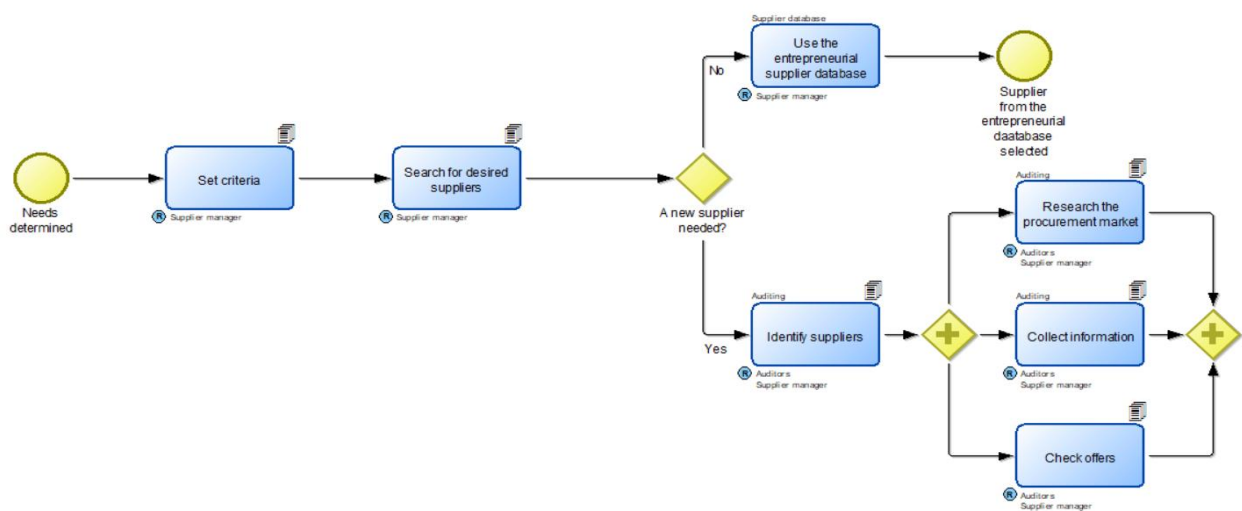 Needs
determined
Set criteria
R Supplier manager
Search for desired
suppliers
R Supplier manager
A new supplier
needed?
No
Supplier database
Use the
entrepreneurial
supplier database
R Supplier manager
Supplier
from the
entrepreneurial
daatabase
selected
Yes
Auditing
Identify suppliers
R Auditors
Supplier manager
Auditing
Research the
procurement market
R Auditors
Supplier manager
Auditing
Collect information
R Auditors
Supplier manager
Check offers
R Auditors
Supplier manager